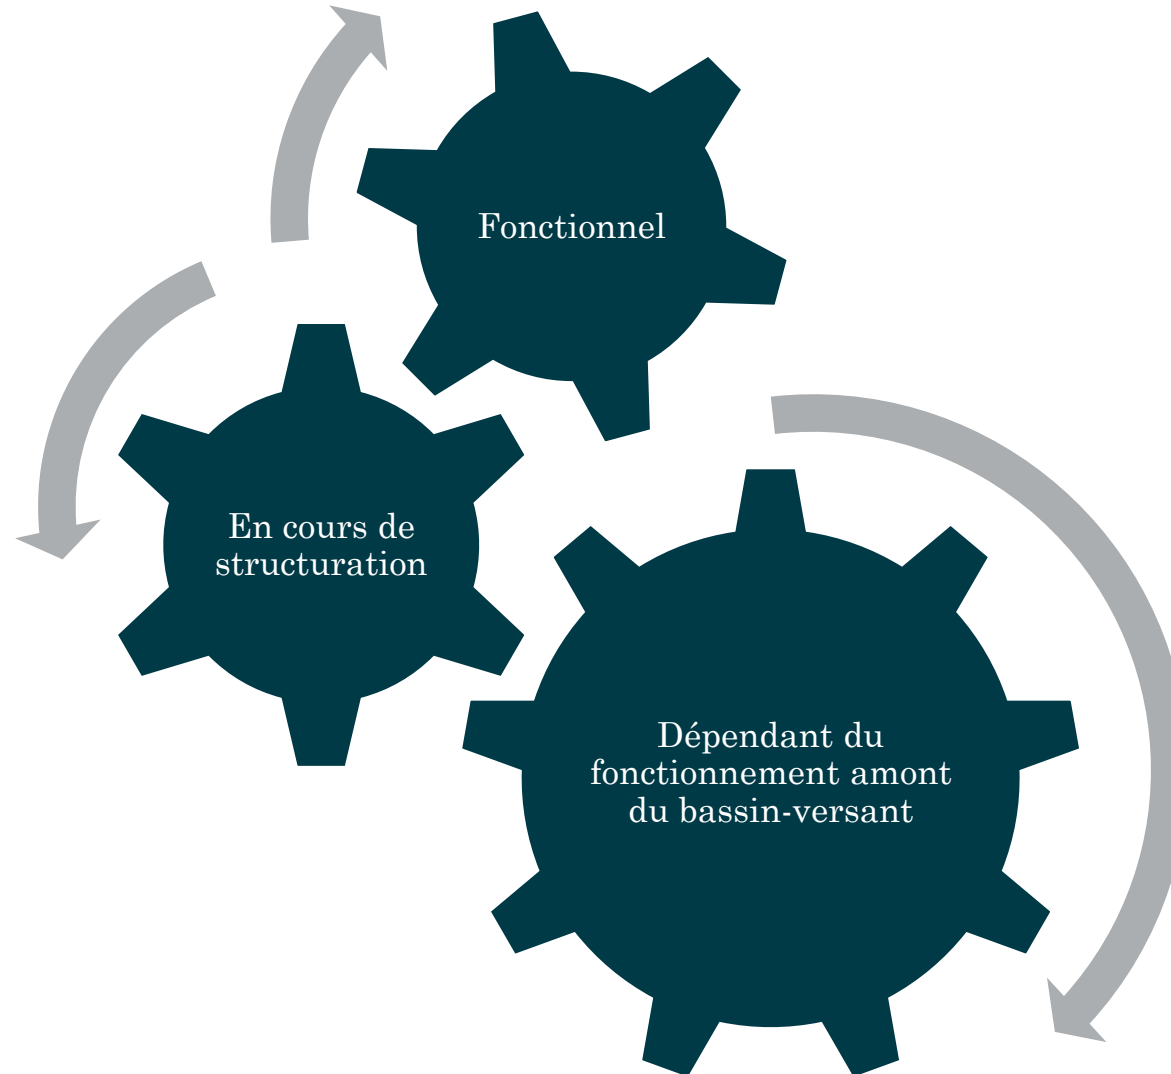 Fonctionnel
En cours de
structuration
Dépendant du
fonctionnement amont
du bassin-versant